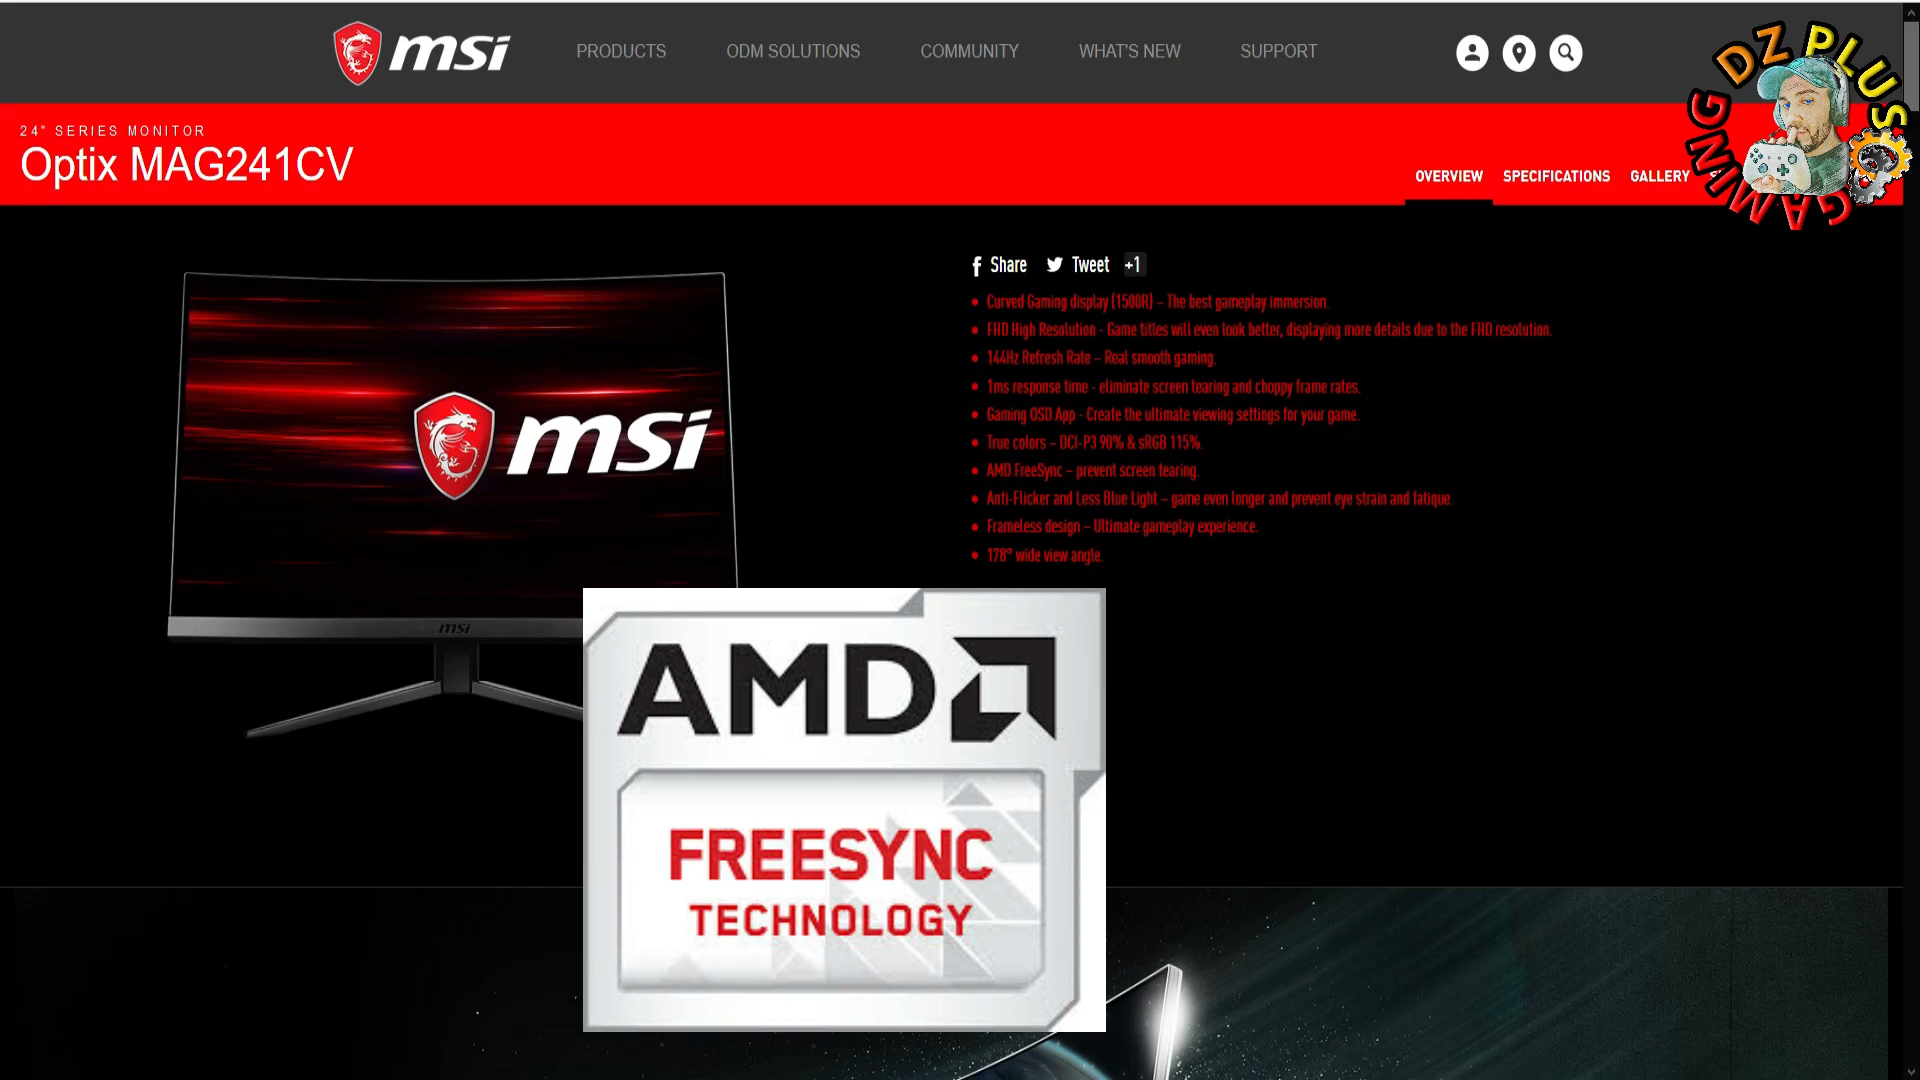 msi
PRODUCTS
ODM SOLUTIONS
COMMUNITY
WHAT'S NEW
SUPPORT
GAMING DZ PLUS
24" SERIES MONITOR
Optix MAG241CV
OVERVIEW
SPECIFICATIONS
GALLERY
Share
Tweet
+1
Curved Gaming display (1500R) – The best gameplay immersion.
FHD High Resolution - Game titles will even look better, displaying more details due to the FHD resolution.
144Hz Refresh Rate – Real smooth gaming.
1ms response time - eliminate screen tearing and choppy frame rates.
Gaming OSD App - Create the ultimate viewing settings for your game.
True colors – DCI-P3 90% & sRGB 115%.
AMD FreeSync – prevent screen tearing.
Anti-Flicker and Less Blue Light – game even longer and prevent eye strain and fatique.
Frameless design – Ultimate gameplay experience.
178° wide view angle.
msi
msi
AMD
FREESYNC
TECHNOLOGY